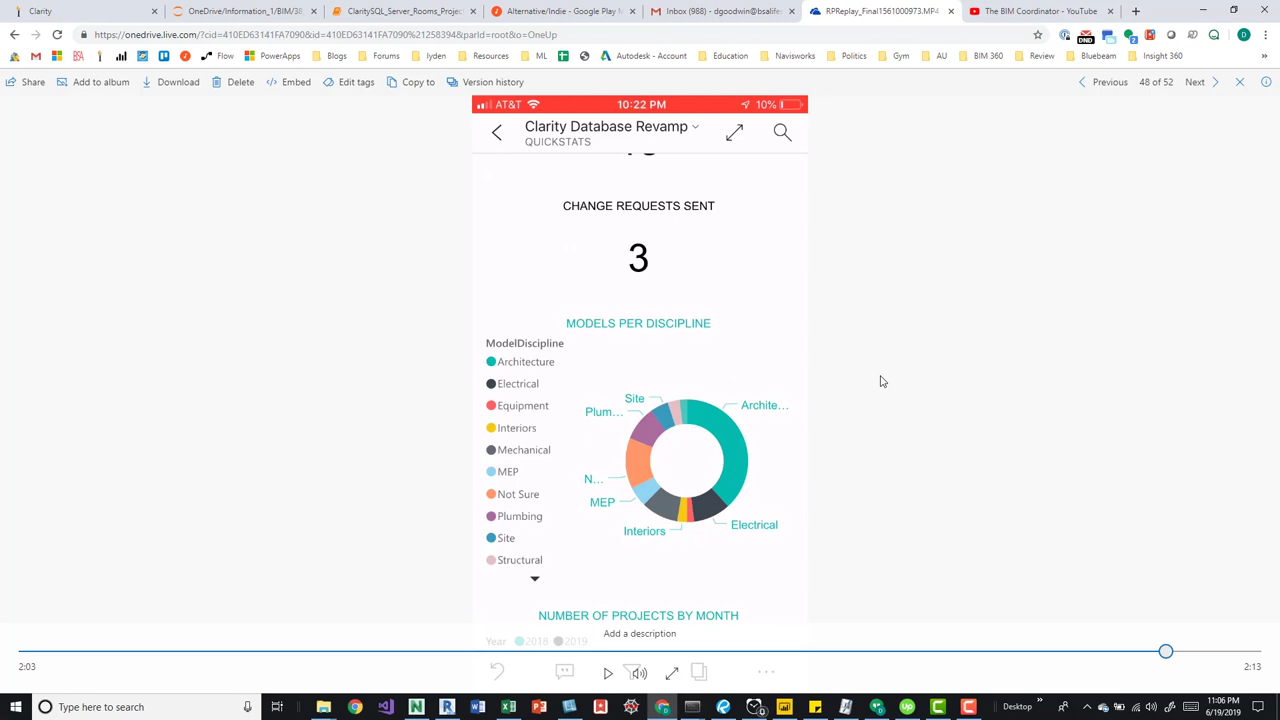 Clarity
OneDrive/Information_1/BIM/38,
ClaritySQL_Server_Rooms_Projec
Alternative/Indie - Google Play M
Inbox (988) - dganotisi@bsalifes
RPReplay_Final1561000973.MP4
The BIM Coordinator - YouTube
https://onedrive.live.com/?cid=410ED63141FA7090&id=410ED63141FA7090%21258394&parId=root&o=OneUp
Flow PowerApps Blogs Forums Iyden Resources ML Autodesk - Account Education Navisworks Politics Gym AU BIM 360 Review Bluebeam Insight 360
Share Add to album Download Delete Embed Edit tags Copy to Version history Previous 48 of 52 Next
AT&T 10:22 PM 10%
Clarity Database Revamp
QUICKSTATS
CHANGE REQUESTS SENT
3
MODELS PER DISCIPLINE
ModelDiscipline
Architecture
Electrical
Equipment
Interiors
Mechanical
MEP
Not Sure
Plumbing
Site
Structural
Site
Plum...
Archite...
N...
MEP
Interiors
Electrical
NUMBER OF PROJECTS BY MONTH
Add a description
Year 2018 2019
2:03
2:13
Type here to search
Desktop
11:06 PM
6/19/2019